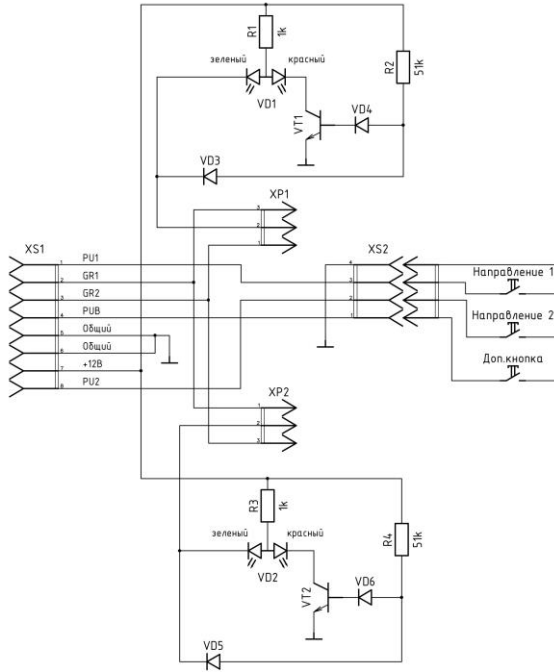 R1
1k
R2
51k
зеленый
красный
VD1
VT1
VD4
VD3
XP1
3
2
1
XS1
1 PU1
2 GR1
3 GR2
4 PUB
5 Общий
6 Общий
7 +12В
8 PU2
XS2
4
3
2
1
Направление 1
Направление 2
Доп.кнопка
XP2
1
2
3
R3
1k
R4
51k
зеленый
красный
VD2
VT2
VD6
VD5